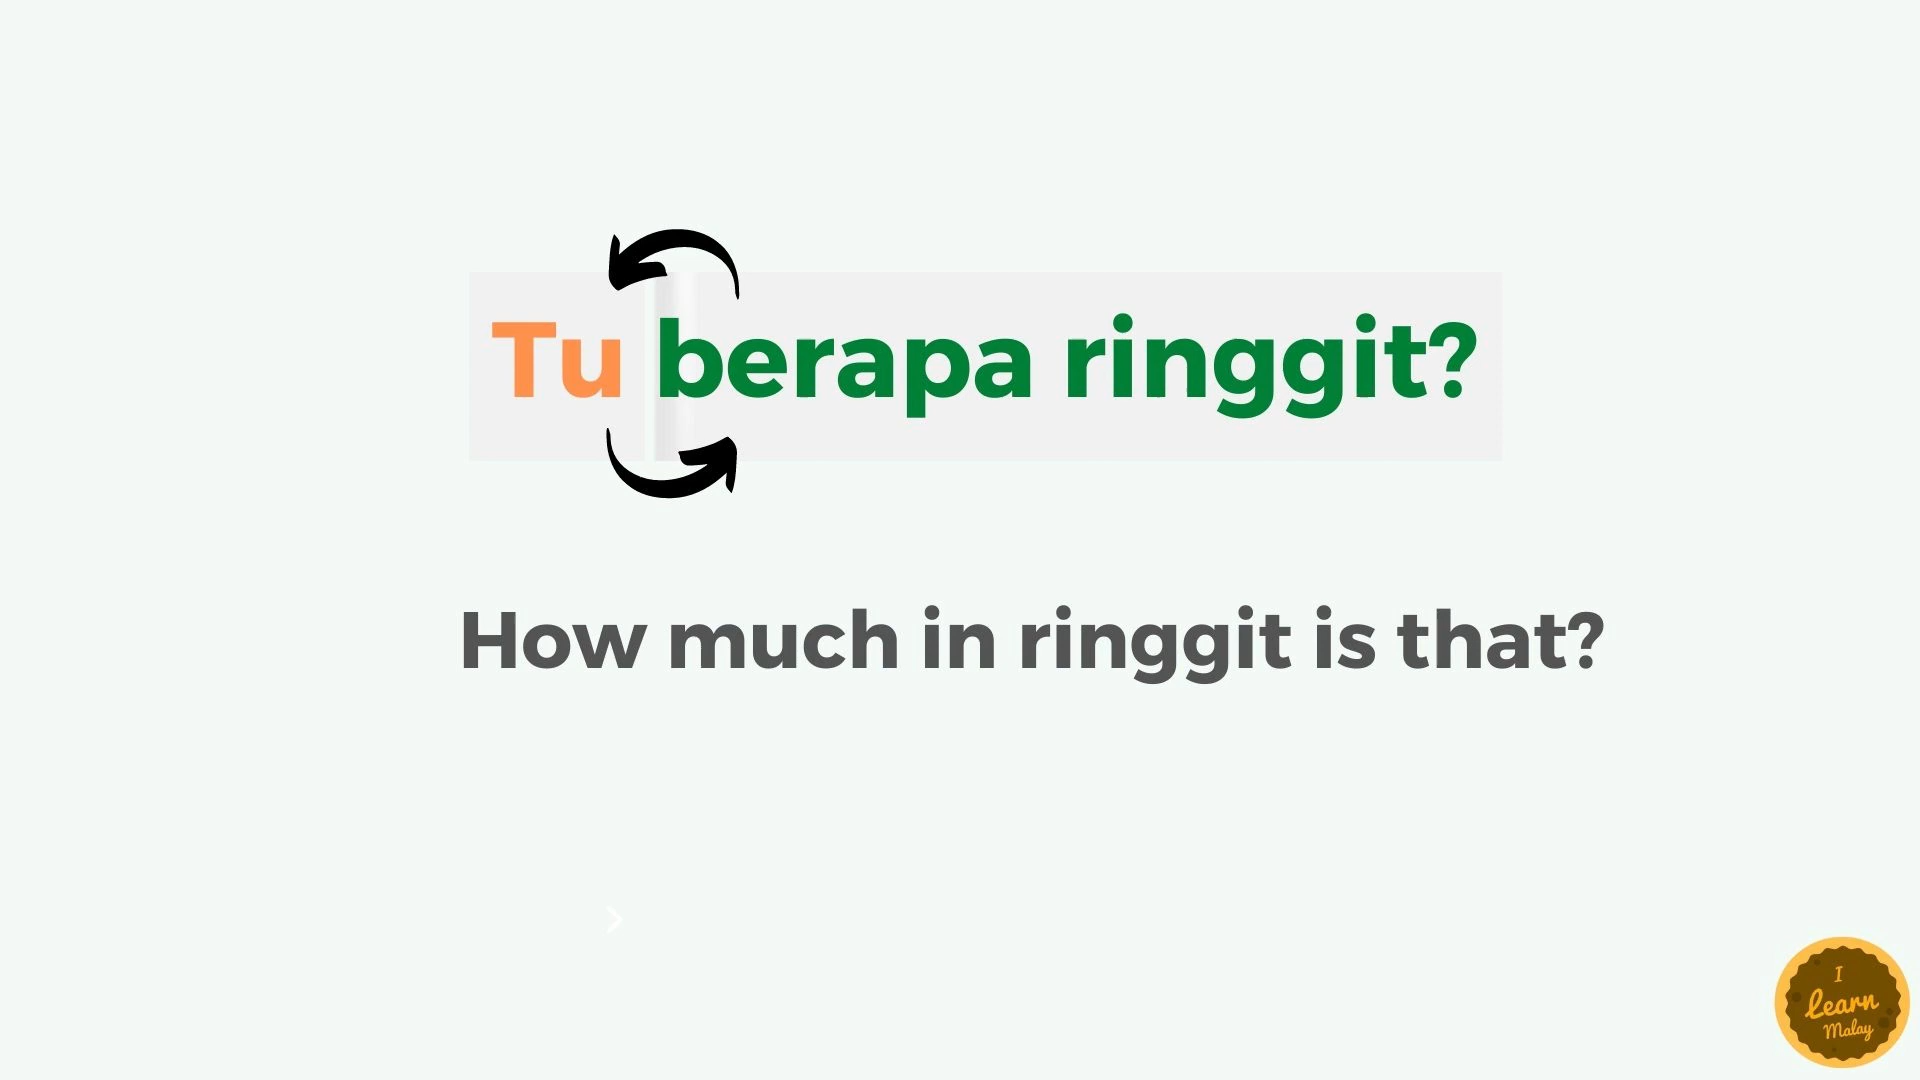 Tu berapa ringgit?
How much in ringgit is that?
I
Learn
Malay